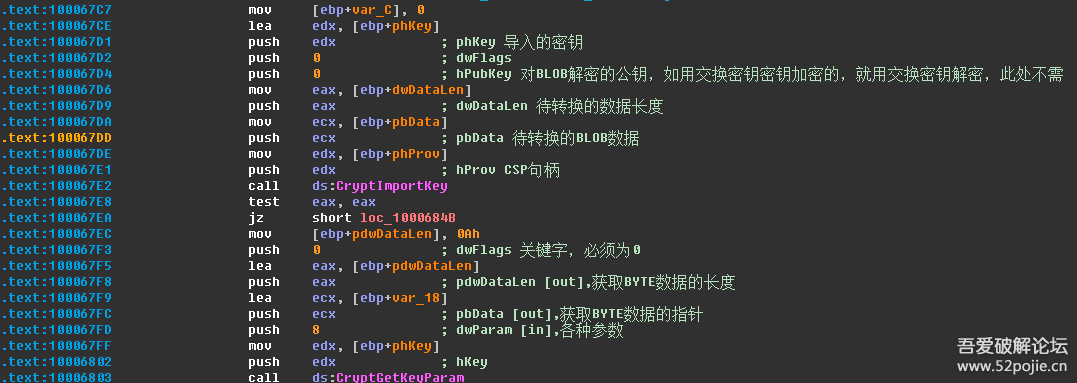 .text:100067C7 mov [ebp+var_C], 0
.text:100067CE lea edx, [ebp+phKey]
.text:100067D1 push edx ; phKey 导入的密钥
.text:100067D2 push 0 ; dwFlags
.text:100067D4 push 0 ; hPubKey 对BLOB解密的公钥，如用交换密钥密钥加密的，就用交换密钥解密，此处不需
.text:100067D6 mov eax, [ebp+dwDataLen]
.text:100067D9 push eax ; dwDataLen 待转换的数据长度
.text:100067DA mov ecx, [ebp+pbData]
.text:100067DD push ecx ; pbData 待转换的BLOB数据
.text:100067DE mov edx, [ebp+phProv]
.text:100067E1 push edx ; hProv CSP句柄
.text:100067E2 call ds:CryptImportKey
.text:100067E8 test eax, eax
.text:100067EA jz short loc_1000684B
.text:100067EC mov [ebp+pdwDataLen], 0Ah
.text:100067F3 push 0 ; dwFlags 关键字，必须为0
.text:100067F5 lea eax, [ebp+pdwDataLen]
.text:100067F8 push eax ; pdwDataLen [out],获取BYTE数据的长度
.text:100067F9 lea ecx, [ebp+var_18]
.text:100067FC push ecx ; pbData [out],获取BYTE数据的指针
.text:100067FD push 8 ; dwParam [in],各种参数
.text:100067FF mov edx, [ebp+phKey]
.text:10006802 push edx ; hKey
.text:10006803 call ds:CryptGetKeyParam
吾爱破解论坛
www.52pojie.cn